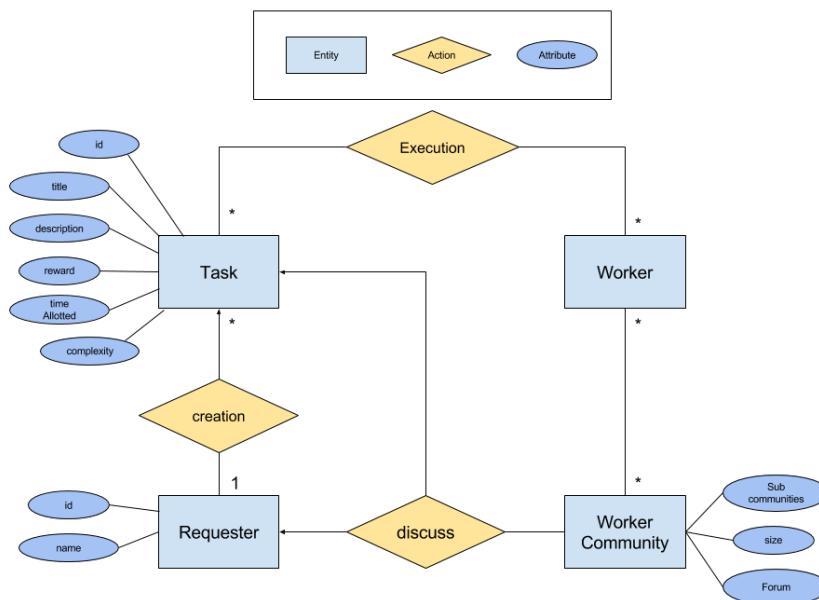 Entity
Action
Attribute
id
Execution
title
*
*
description
Task
Worker
reward
time
Allotted
*
*
complexity
creation
1
*
id
Sub
communities
Requester
discuss
Worker
Community
name
size
Forum